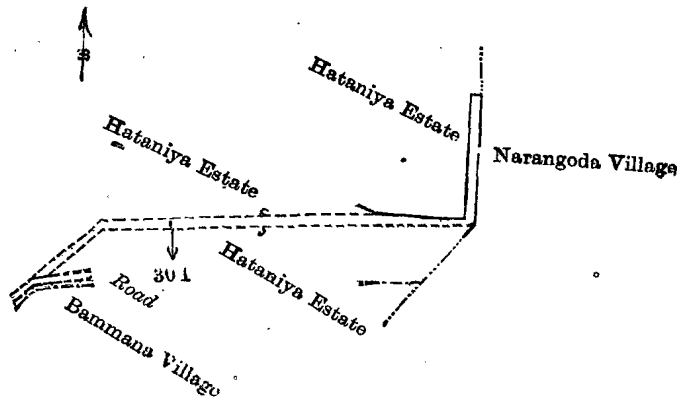 Hataniya Estate
Hataniya Estate
Narangoda Village
Hataniya Estate
301
Road
Bammana Village